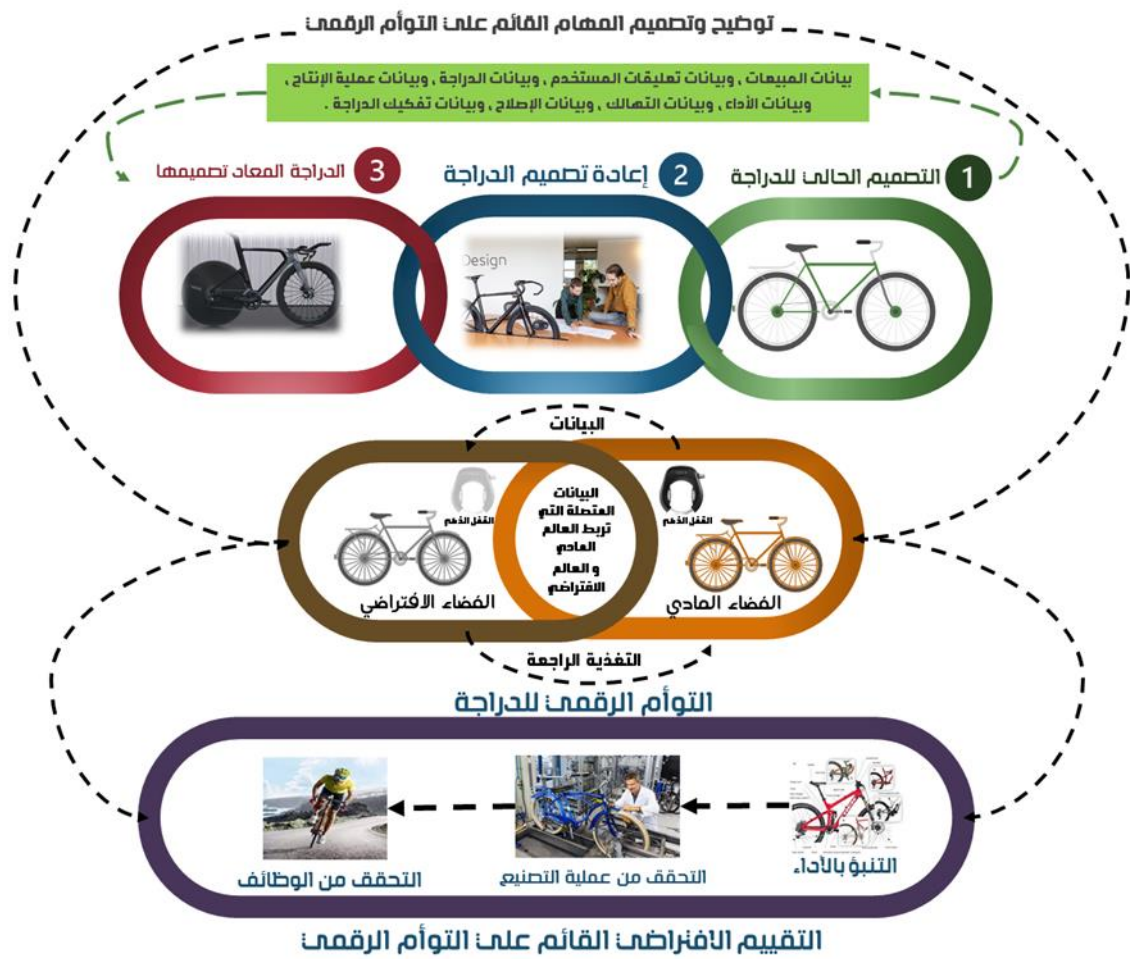 توضيح وتصميم المهام القائم على التوأم الرقمي
بيانات المبيعات ، وبيانات تعليقات المستخدم ، وبيانات الدراجة ، وبيانات عملية الإنتاج ،
وبيانات الأداء ، وبيانات التهالك ، وبيانات الإصلاح ، وبيانات تفكيك الدراجة .
1 التصميم الحالي للدراجة
2 إعادة تصميم الدراجة
3 الدراجة المعاد تصميمها
Design
البيانات
القفل الذكي
الفضاء المادي
البيانات
المتصلة التي
تربط العالم
المادي
و العالم
الافتراضي
القفل الذكي
الفضاء الافتراضي
التغذية الراجعة
التوأم الرقمي للدراجة
التنبؤ بالأداء
التحقق من عملية التصنيع
التحقق من الوظائف
التقييم الافتراضي القائم على التوأم الرقمي